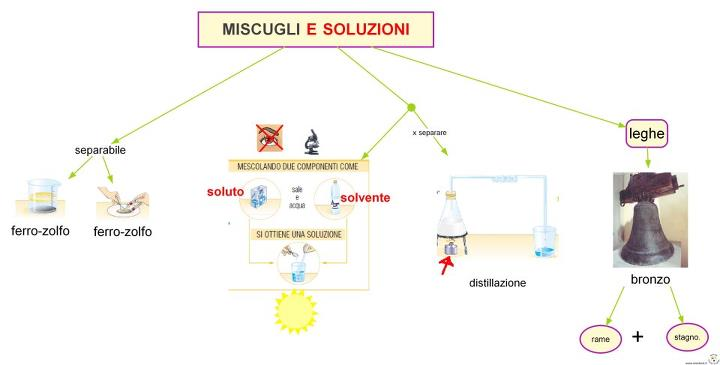 MISCUGLI E SOLUZIONI
separabile
ferro-zolfo
ferro-zolfo
x separare
MESCOLANDO DUE COMPONENTI COME
soluto
sale
e
acqua
solvente
SI OTTIENE UNA SOLUZIONE
distillazione
leghe
bronzo
rame
+
stagno.